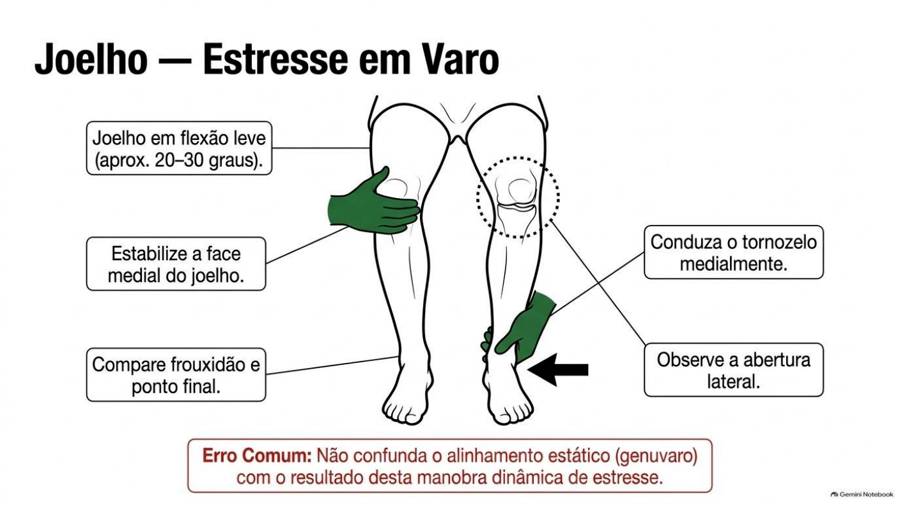 Joelho — Estresse em Varo
Joelho em flexão leve
(aprox. 20–30 graus).
Estabilize a face
medial do joelho.
Compare frouxidão e
ponto final.
Conduza o tornozelo
medialmente.
Observe a abertura
lateral.
Erro Comum: Não confunda o alinhamento estático (genuvaro)
com o resultado desta manobra dinâmica de estresse.
Gemini Notebook